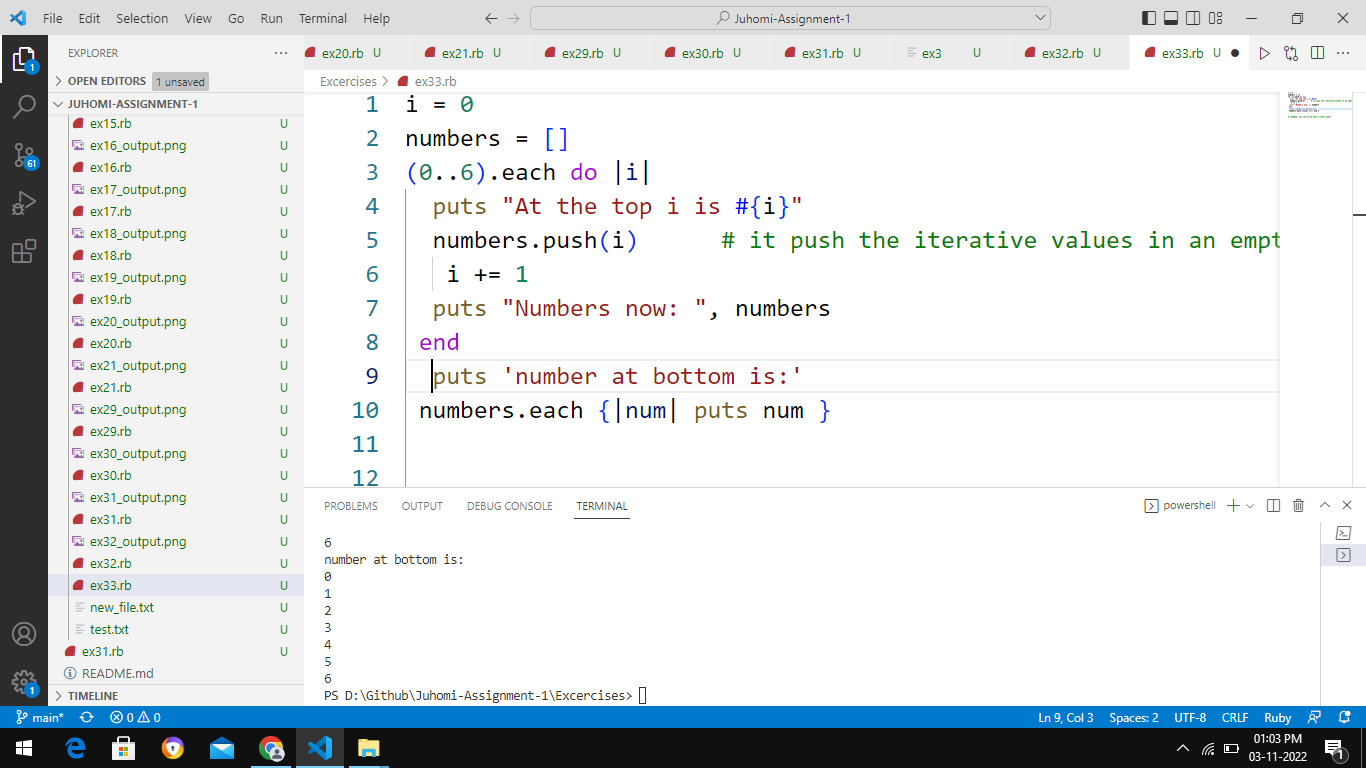 File Edit Selection View Go Run Terminal Help Juhomi-Assignment-1
EXPLORER
OPEN EDITORS 1 unsaved
JUHOMI-ASSIGNMENT-1
ex15.rb U
ex16_output.png U
ex16.rb U
ex17_output.png U
ex17.rb U
ex18_output.png U
ex18.rb U
ex19_output.png U
ex19.rb U
ex20_output.png U
ex20.rb U
ex21_output.png U
ex21.rb U
ex29_output.png U
ex29.rb U
ex30_output.png U
ex30.rb U
ex31_output.png U
ex31.rb U
ex32_output.png U
ex32.rb U
ex33.rb U
new_file.txt U
test.txt U
ex31.rb U
README.md
TIMELINE
1
61
1
ex20.rb U ex21.rb U ex29.rb U ex30.rb U ex31.rb U ex3 U ex32.rb U ex33.rb U
Excercises > ex33.rb
1 i = 0
2 numbers = []
3 (0..6).each do |i|
4 puts "At the top i is #{i}"
5 numbers.push(i) # it push the iterative values in an empt
6 i += 1
7 puts "Numbers now: ", numbers
8 end
9 puts 'number at bottom is:'
10 numbers.each {|num| puts num }
11
12
PROBLEMS OUTPUT DEBUG CONSOLE TERMINAL powershell
6
number at bottom is:
0
1
2
3
4
5
6
PS D:\Github\Juhomi-Assignment-1\Excercises>
main* 0 0 Ln 9, Col 3 Spaces: 2 UTF-8 CRLF Ruby
01:03 PM
03-11-2022
1